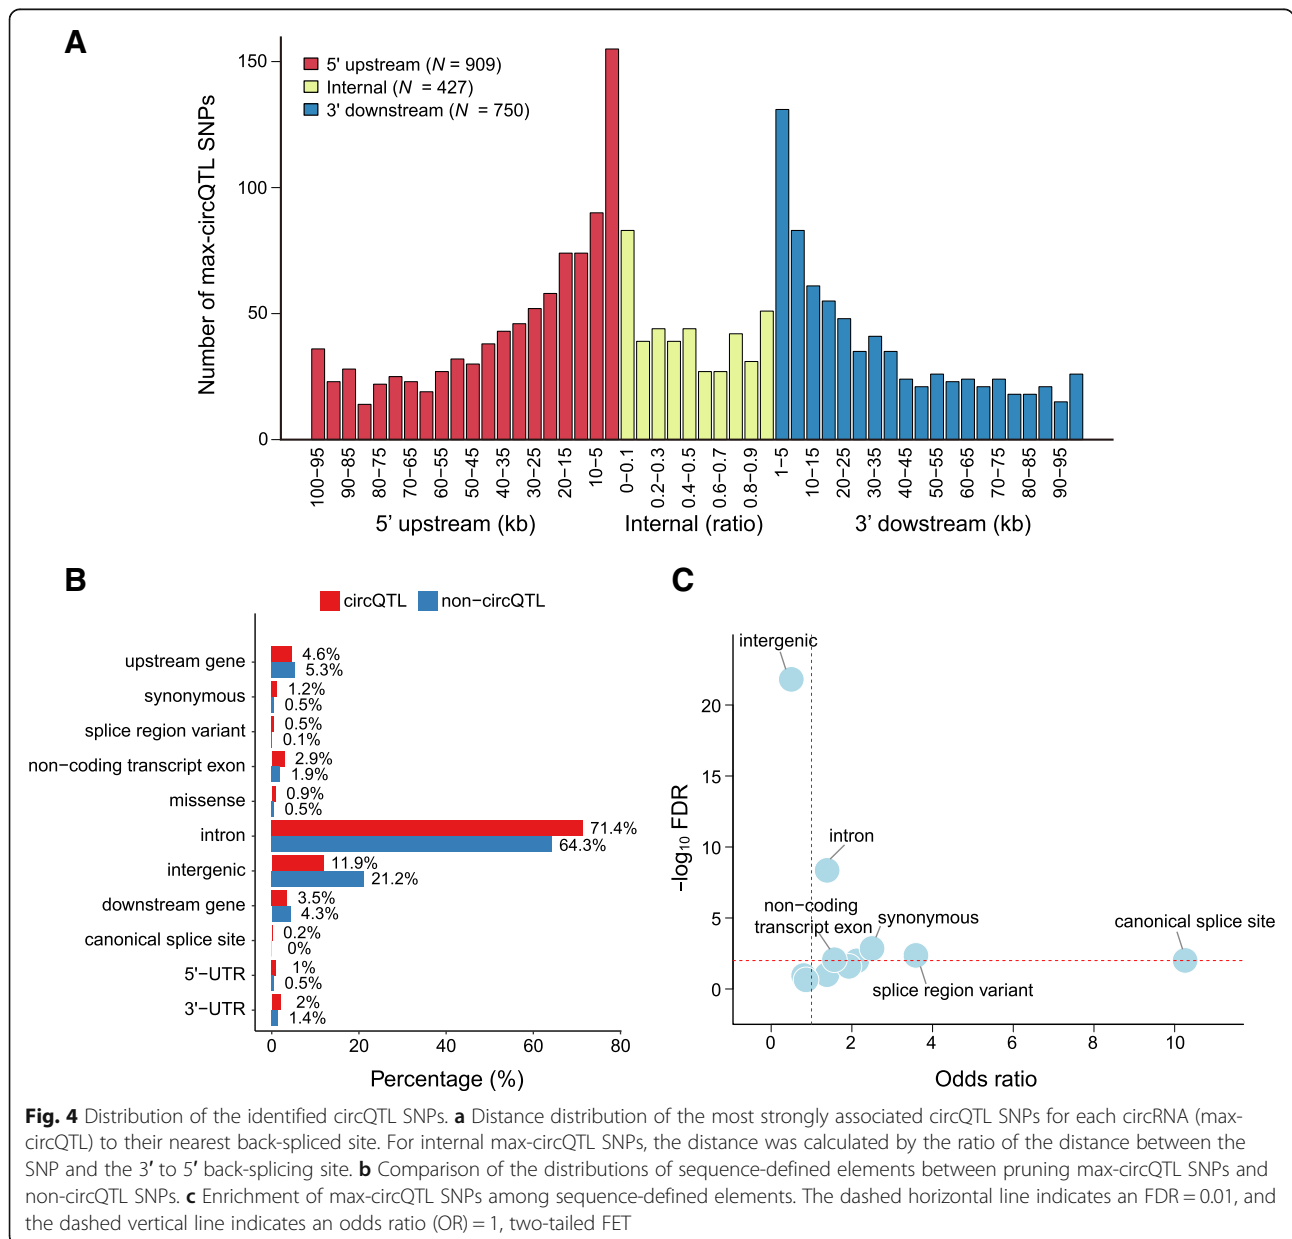 A
150
100
50
0
Number of max-circQTL SNPs
5' upstream (N = 909)
Internal (N = 427)
3' downstream (N = 750)
100−95
90−85
80−75
70−65
60−55
50−45
40−35
30−25
20−15
10−5
0−0.1
0.2−0.3
0.4−0.5
0.6−0.7
0.8−0.9
1−5
10−15
20−25
30−35
40−45
50−55
60−65
70−75
80−85
90−95
5’ upstream (kb)
Internal (ratio)
3’ dowstream (kb)
B
circQTL
non−circQTL
upstream gene
4.6%
5.3%
synonymous
1.2%
0.5%
splice region variant
0.5%
0.1%
non−coding transcript exon
2.9%
1.9%
missense
0.9%
0.5%
intron
71.4%
64.3%
intergenic
11.9%
21.2%
downstream gene
3.5%
4.3%
canonical splice site
0.2%
0%
5'−UTR
1%
0.5%
3'−UTR
2%
1.4%
0
20
40
60
80
Percentage (%)
C
20
15
10
5
0
−log10 FDR
intergenic
intron
non−coding
transcript exon
synonymous
canonical splice site
splice region variant
0
2
4
6
8
10
Odds ratio
Fig. 4 Distribution of the identified circQTL SNPs. a Distance distribution of the most strongly associated circQTL SNPs for each circRNA (max-
circQTL) to their nearest back-spliced site. For internal max-circQTL SNPs, the distance was calculated by the ratio of the distance between the
SNP and the 3′ to 5′ back-splicing site. b Comparison of the distributions of sequence-defined elements between pruning max-circQTL SNPs and
non-circQTL SNPs. c Enrichment of max-circQTL SNPs among sequence-defined elements. The dashed horizontal line indicates an FDR = 0.01, and
the dashed vertical line indicates an odds ratio (OR) = 1, two-tailed FET